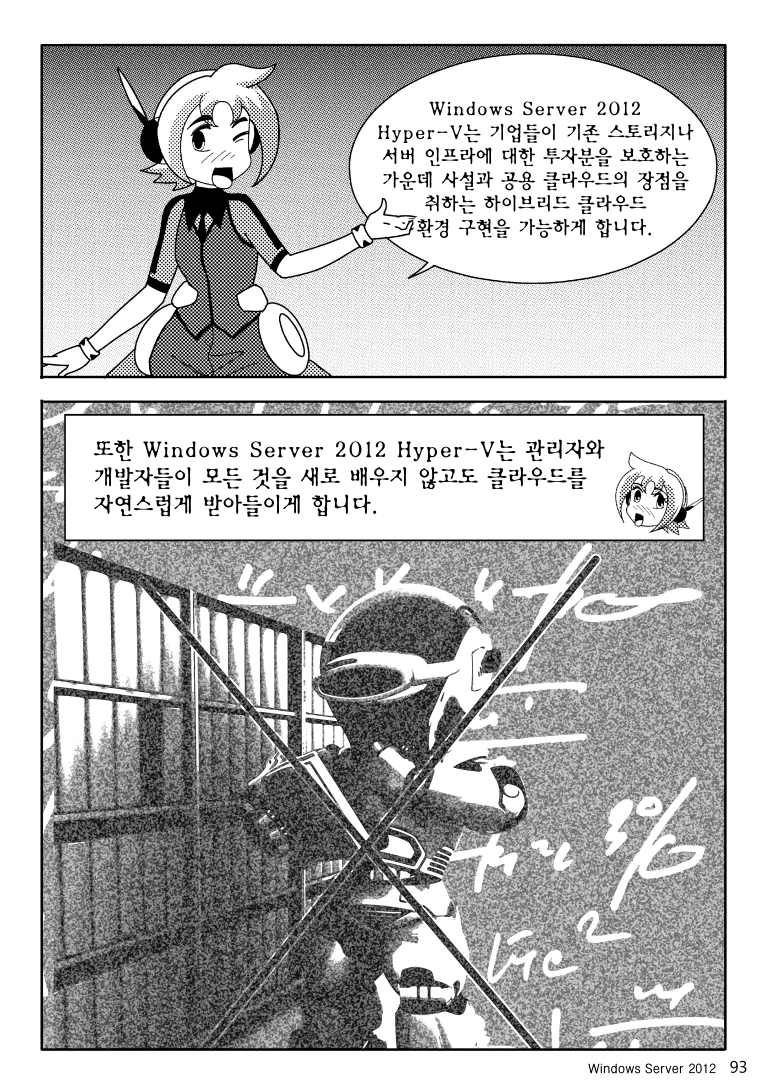 Windows Server 2012
Hyper-V는 기업들이 기존 스토리지나
서버 인프라에 대한 투자분을 보호하는
가운데 사설과 공용 클라우드의 장점을
취하는 하이브리드 클라우드
환경 구현을 가능하게 합니다.
또한 Windows Server 2012 Hyper-V는 관리자와
개발자들이 모든 것을 새로 배우지 않고도 클라우드를
자연스럽게 받아들이게 합니다.
Windows Server 2012 93